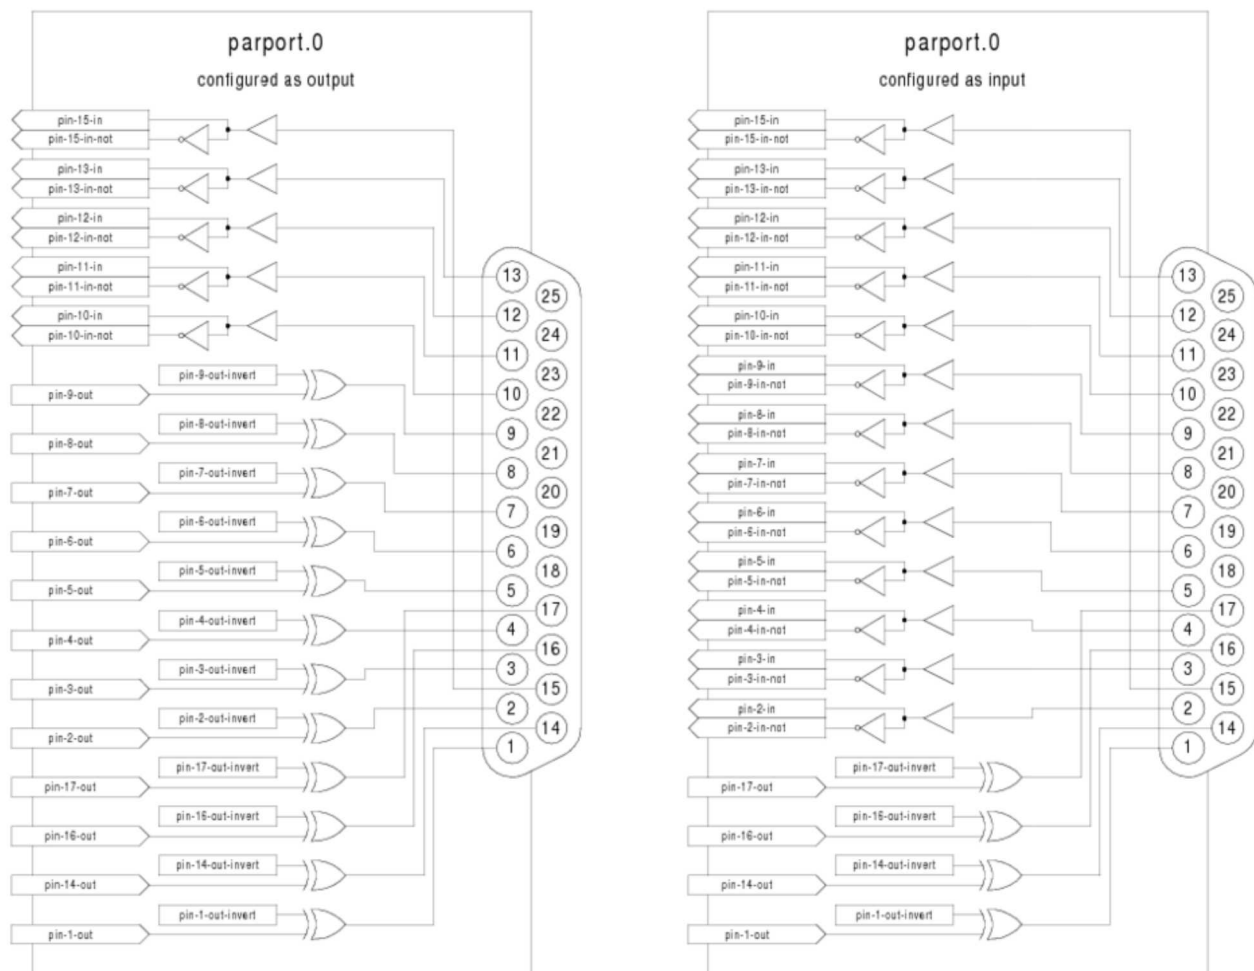 parport.0
configured as output
pin-15-in
pin-15-in-not
pin-13-in
pin-13-in-not
pin-12-in
pin-12-in-not
pin-11-in
pin-11-in-not
pin-10-in
pin-10-in-not
pin-9-out-invert
pin-9-out
pin-8-out-invert
pin-8-out
pin-7-out-invert
pin-7-out
pin-6-out-invert
pin-6-out
pin-5-out-invert
pin-5-out
pin-4-out-invert
pin-4-out
pin-3-out-invert
pin-3-out
pin-2-out-invert
pin-2-out
pin-17-out-invert
pin-17-out
pin-16-out-invert
pin-16-out
pin-14-out-invert
pin-14-out
pin-1-out-invert
pin-1-out
13
25
12
24
11
23
10
22
9
21
8
20
7
19
6
18
5
17
4
16
3
15
2
14
1
parport.0
configured as input
pin-15-in
pin-15-in-not
pin-13-in
pin-13-in-not
pin-12-in
pin-12-in-not
pin-11-in
pin-11-in-not
pin-10-in
pin-10-in-not
pin-9-in
pin-9-in-not
pin-8-in
pin-8-in-not
pin-7-in
pin-7-in-not
pin-6-in
pin-6-in-not
pin-5-in
pin-5-in-not
pin-4-in
pin-4-in-not
pin-3-in
pin-3-in-not
pin-2-in
pin-2-in-not
pin-17-out-invert
pin-17-out
pin-16-out-invert
pin-16-out
pin-14-out-invert
pin-14-out
pin-1-out-invert
pin-1-out
13
25
12
24
11
23
10
22
9
21
8
20
7
19
6
18
5
17
4
16
3
15
2
14
1